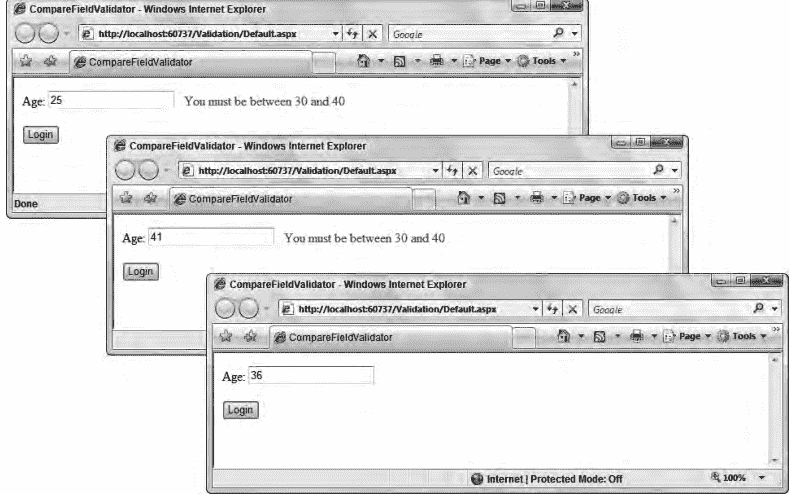 CompareFieldValidator - Windows Internet Explorer
http://localhost:60737/Validation/Default.aspx
Google
CompareFieldValidator
Page
Tools
Age: 25 You must be between 30 and 40
Login
Done
CompareFieldValidator - Windows Internet Explorer
http://localhost:60737/Validation/Default.aspx
Google
CompareFieldValidator
Page
Tools
Age: 41 You must be between 30 and 40
Login
CompareFieldValidator - Windows Internet Explorer
http://localhost:60737/Validation/Default.aspx
Google
CompareFieldValidator
Page
Tools
Age: 36
Login
Internet | Protected Mode: Off
100%